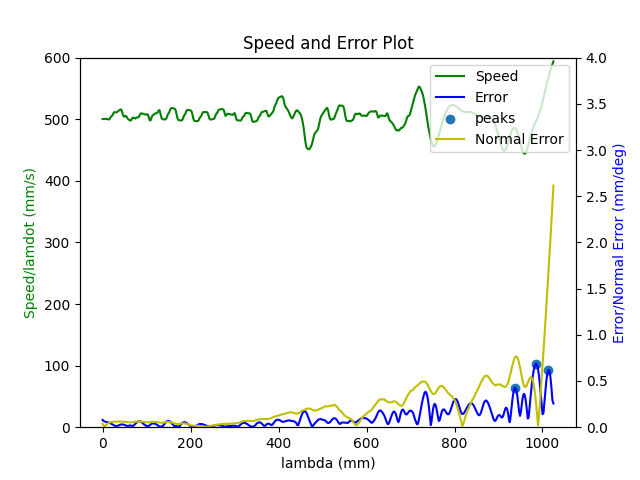 Speed and Error Plot
Speed
Error
peaks
Normal Error
600
500
400
300
200
100
0
Speed/lamdot (mm/s)
4.0
3.5
3.0
2.5
2.0
1.5
1.0
0.5
0.0
Error/Normal Error (mm/deg)
0 200 400 600 800 1000
lambda (mm)